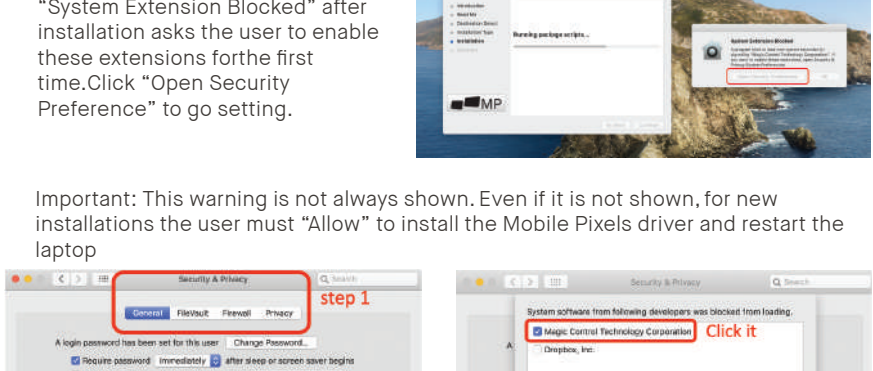 “System Extension Blocked” after
installation asks the user to enable
these extensions forthe first
time.Click “Open Security
Preference” to go setting.
Introduction
Read Me
Destination Select
Installation Type
Installation
Running package scripts...
MP
System Extension Blocked
Important: This warning is not always shown. Even if it is not shown, for new
installations the user must “Allow” to install the Mobile Pixels driver and restart the
laptop
Security & Privacy
Search
step 1
General FileVault Firewall Privacy
A login password has been set for this user Change Password...
Require password immediately after sleep or screen saver begins
Security & Privacy
Search
System software from following developers was blocked from loading.
Magic Control Technology Corporation
Click it
A
Dropbox, Inc.